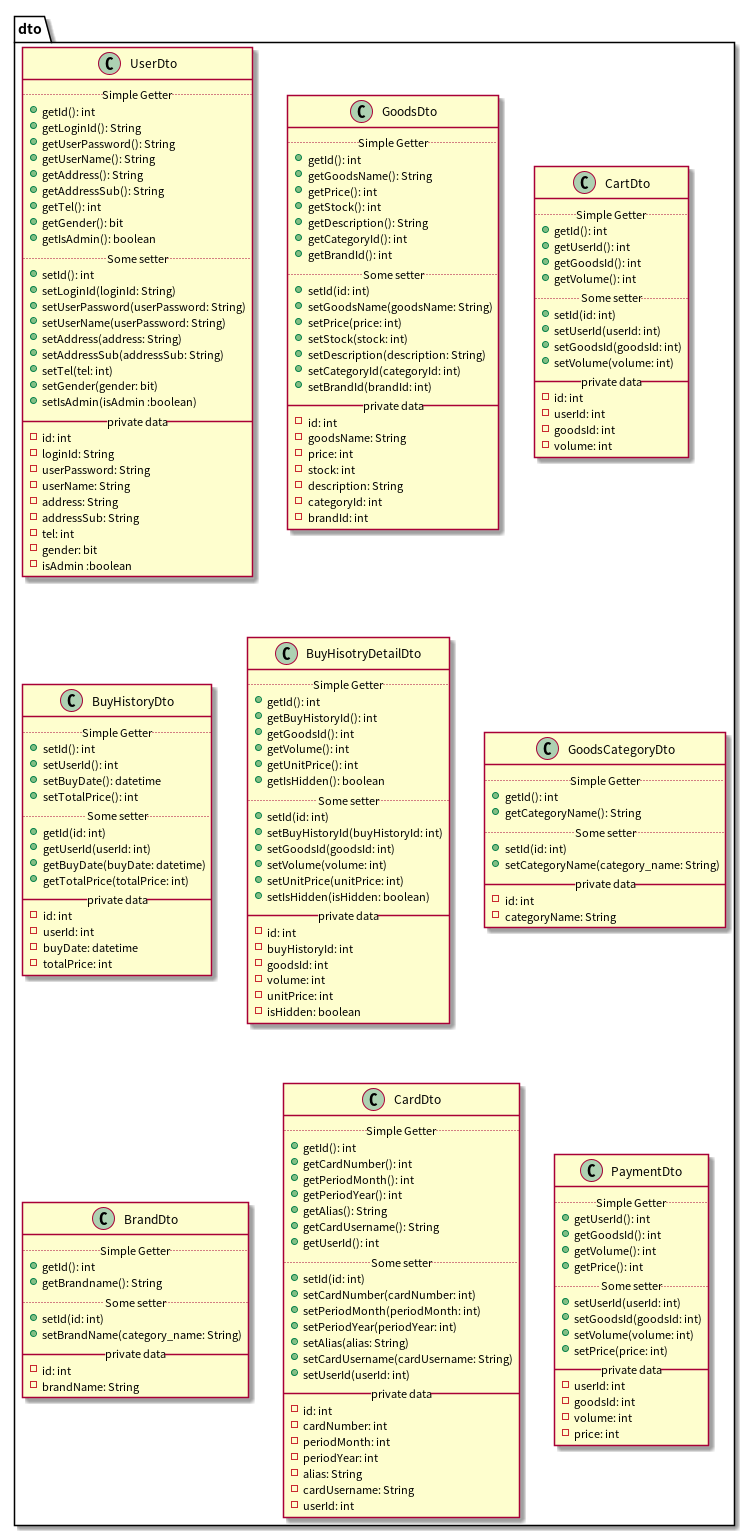 dto
C UserDto
Simple Getter
getId(): int
getLoginId(): String
getUserPassword(): String
getUserName(): String
getAddress(): String
getAddressSub(): String
getTel(): int
getGender(): bit
getIsAdmin(): boolean
Some setter
setId(): int
setLoginId(loginId: String)
setUserPassword(userPassword: String)
setUserName(userPassword: String)
setAddress(address: String)
setAddressSub(addressSub: String)
setTel(tel: int)
setGender(gender: bit)
setIsAdmin(isAdmin :boolean)
private data
id: int
loginId: String
userPassword: String
userName: String
address: String
addressSub: String
tel: int
gender: bit
isAdmin :boolean
C GoodsDto
Simple Getter
getId(): int
getGoodsName(): String
getPrice(): int
getStock(): int
getDescription(): String
getCategoryId(): int
getBrandId(): int
Some setter
setId(id: int)
setGoodsName(goodsName: String)
setPrice(price: int)
setStock(stock: int)
setDescription(description: String)
setCategoryId(categoryId: int)
setBrandId(brandId: int)
private data
id: int
goodsName: String
price: int
stock: int
description: String
categoryId: int
brandId: int
C CartDto
Simple Getter
getId(): int
getUserId(): int
getGoodsId(): int
getVolume(): int
Some setter
setId(id: int)
setUserId(userId: int)
setGoodsId(goodsId: int)
setVolume(volume: int)
private data
id: int
userId: int
goodsId: int
volume: int
C BuyHistoryDto
Simple Getter
setId(): int
setUserId(): int
setBuyDate(): datetime
setTotalPrice(): int
Some setter
getId(id: int)
getUserId(userId: int)
getBuyDate(buyDate: datetime)
getTotalPrice(totalPrice: int)
private data
id: int
userId: int
buyDate: datetime
totalPrice: int
C BuyHisotryDetailDto
Simple Getter
getId(): int
getBuyHistoryId(): int
getGoodsId(): int
getVolume(): int
getUnitPrice(): int
getIsHidden(): boolean
Some setter
setId(id: int)
setBuyHistoryId(buyHistoryId: int)
setGoodsId(goodsId: int)
setVolume(volume: int)
setUnitPrice(unitPrice: int)
setIsHidden(isHidden: boolean)
private data
id: int
buyHistoryId: int
goodsId: int
volume: int
unitPrice: int
isHidden: boolean
C GoodsCategoryDto
Simple Getter
getId(): int
getCategoryName(): String
Some setter
setId(id: int)
setCategoryName(category_name: String)
private data
id: int
categoryName: String
C BrandDto
Simple Getter
getId(): int
getBrandname(): String
Some setter
setId(id: int)
setBrandName(category_name: String)
private data
id: int
brandName: String
C CardDto
Simple Getter
getId(): int
getCardNumber(): int
getPeriodMonth(): int
getPeriodYear(): int
getAlias(): String
getCardUsername(): String
getUserId(): int
Some setter
setId(id: int)
setCardNumber(cardNumber: int)
setPeriodMonth(periodMonth: int)
setPeriodYear(periodYear: int)
setAlias(alias: String)
setCardUsername(cardUsername: String)
setUserId(userId: int)
private data
id: int
cardNumber: int
periodMonth: int
periodYear: int
alias: String
cardUsername: String
userId: int
C PaymentDto
Simple Getter
getUserId(): int
getGoodsId(): int
getVolume(): int
getPrice(): int
Some setter
setUserId(userId: int)
setGoodsId(goodsId: int)
setVolume(volume: int)
setPrice(price: int)
private data
userId: int
goodsId: int
volume: int
price: int